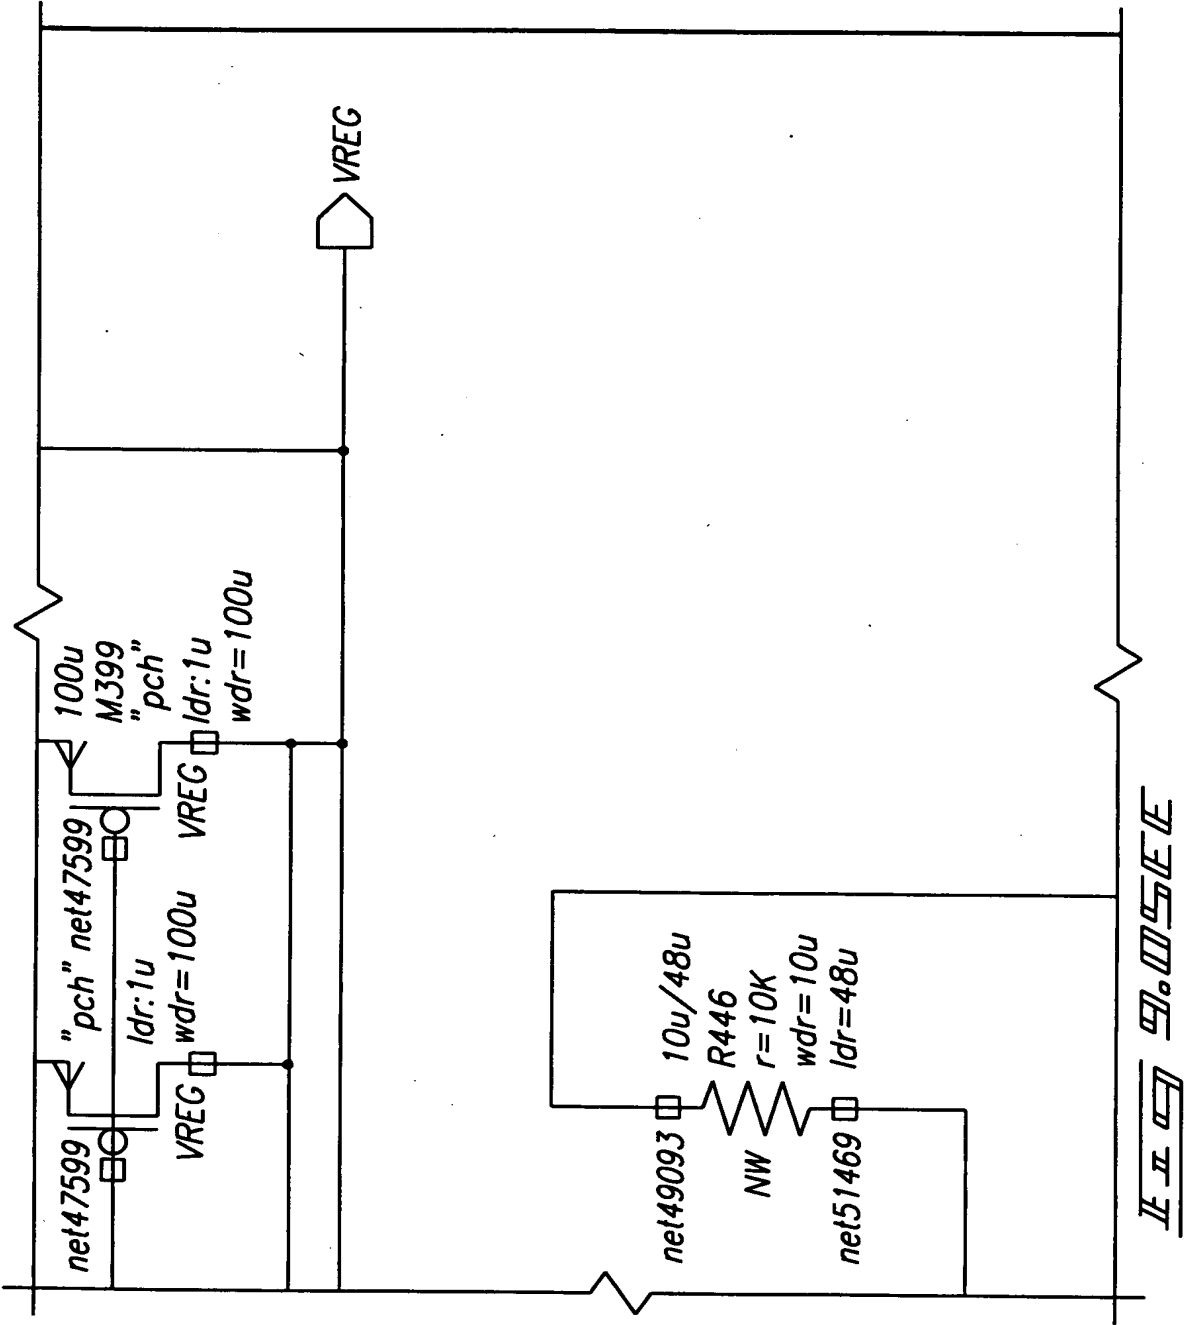 100u
M399
"pch"
ldr:1u
wdr=100u
net47599
VREG
"pch"
ldr:1u
wdr=100u
net47599
VREG
VREG
10u/48u
R446
r=10K
wdr=10u
ldr=48u
net49093
NW
net51469
FIG 9.05EE